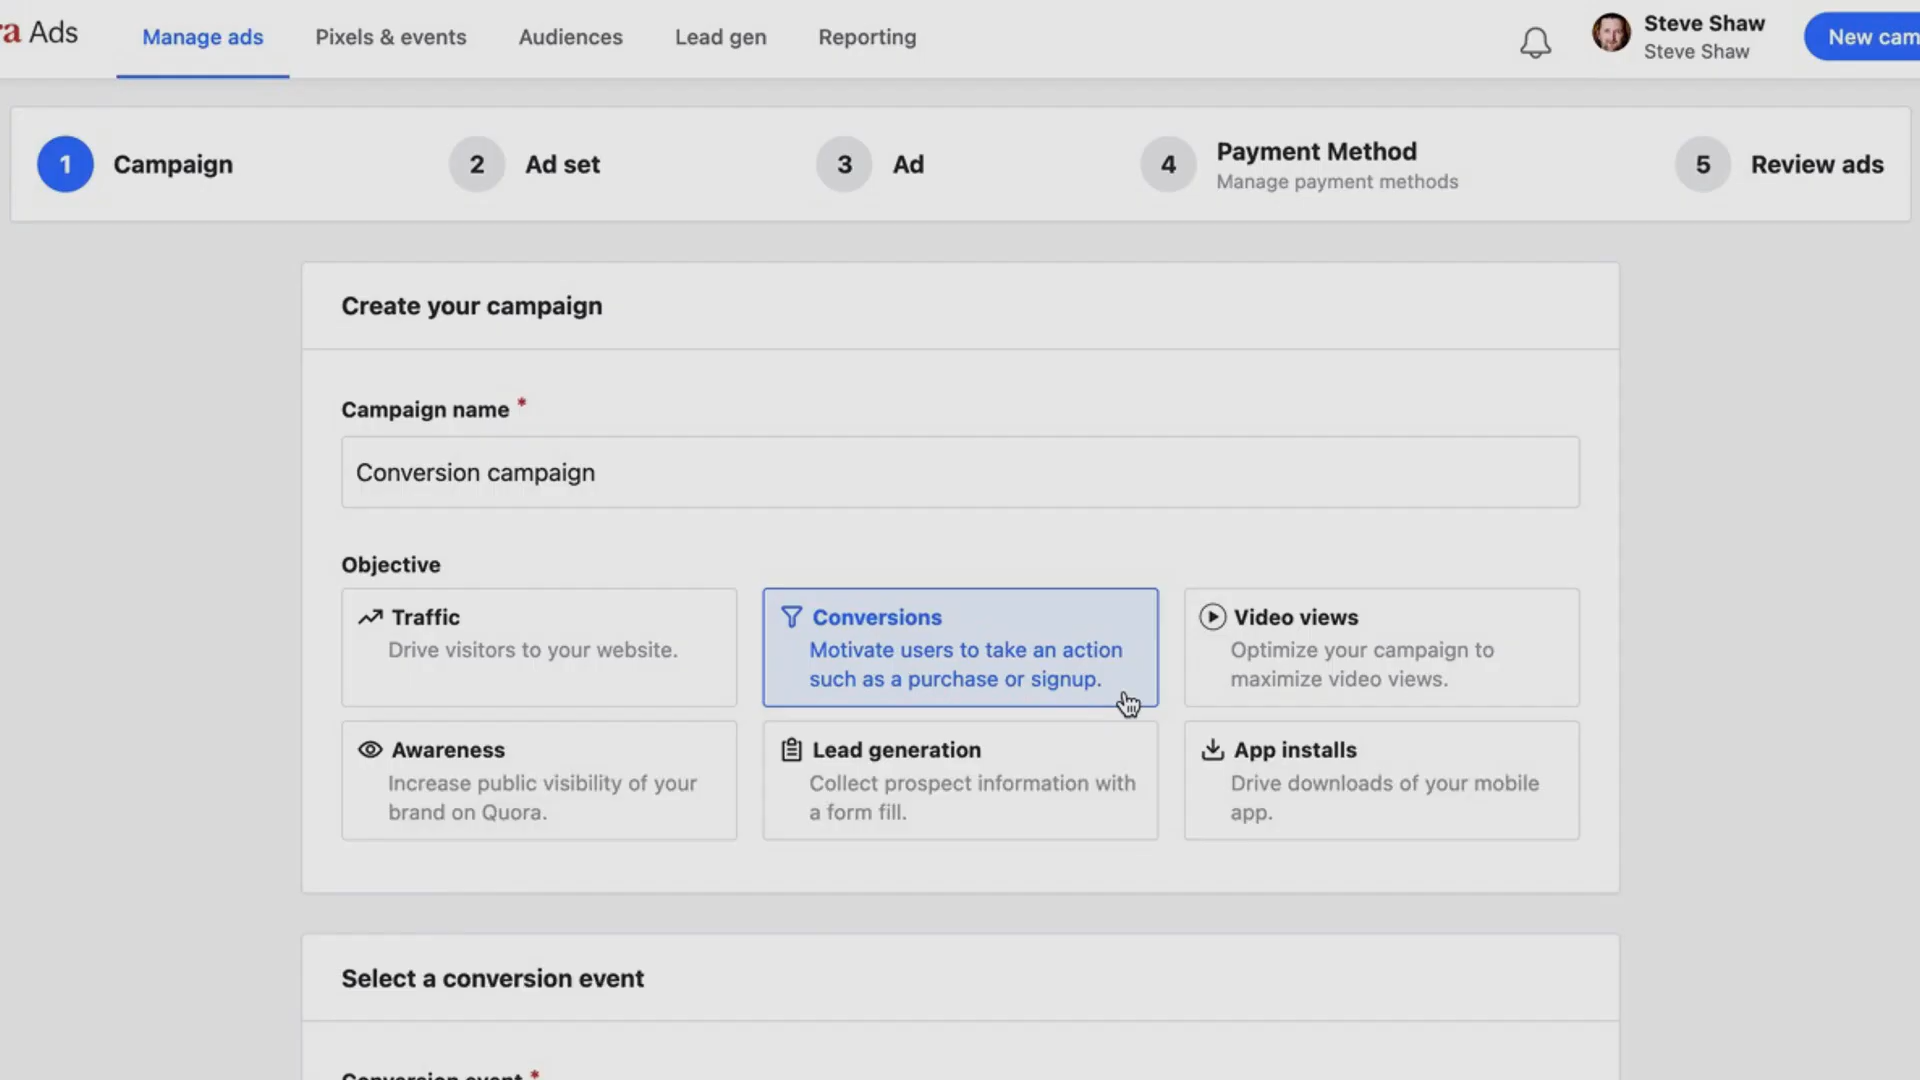 a Ads
Manage ads
Pixels & events
Audiences
Lead gen
Reporting
Steve Shaw
Steve Shaw
New cam
1 Campaign
2 Ad set
3 Ad
4 Payment Method
Manage payment methods
5 Review ads
Create your campaign
Campaign name *
Conversion campaign
Objective
Traffic
Drive visitors to your website.
Conversions
Motivate users to take an action
such as a purchase or signup.
Video views
Optimize your campaign to
maximize video views.
Awareness
Increase public visibility of your
brand on Quora.
Lead generation
Collect prospect information with
a form fill.
App installs
Drive downloads of your mobile
app.
Select a conversion event
Conversion event *